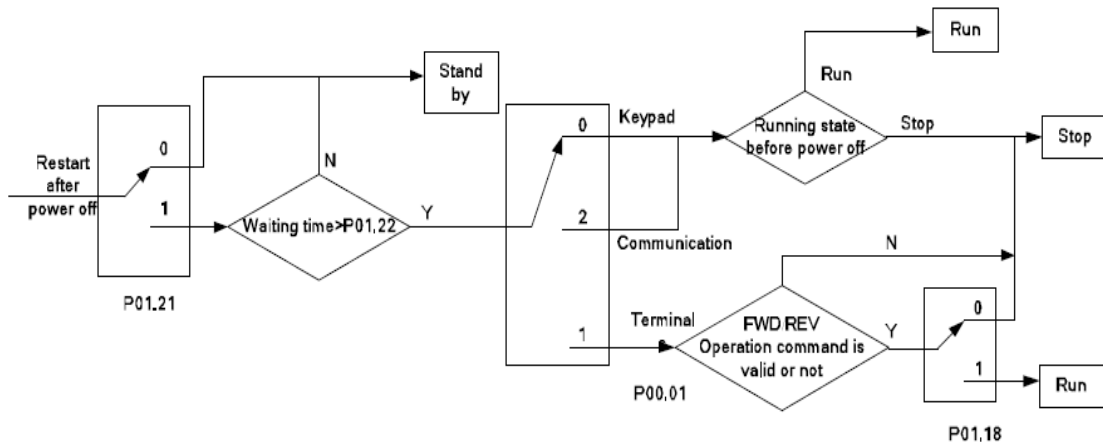 Run
Stand
by
Run
0
Keypad
Running state
before power off
Stop
Stop
Restart
after
power off
0
1
N
Waiting time>P01.22
Y
2
Communication
N
P01.21
1
Terminal
s
FWD/REV
Operation command is
valid or not
Y
0
1
Run
P00.01
P01.18